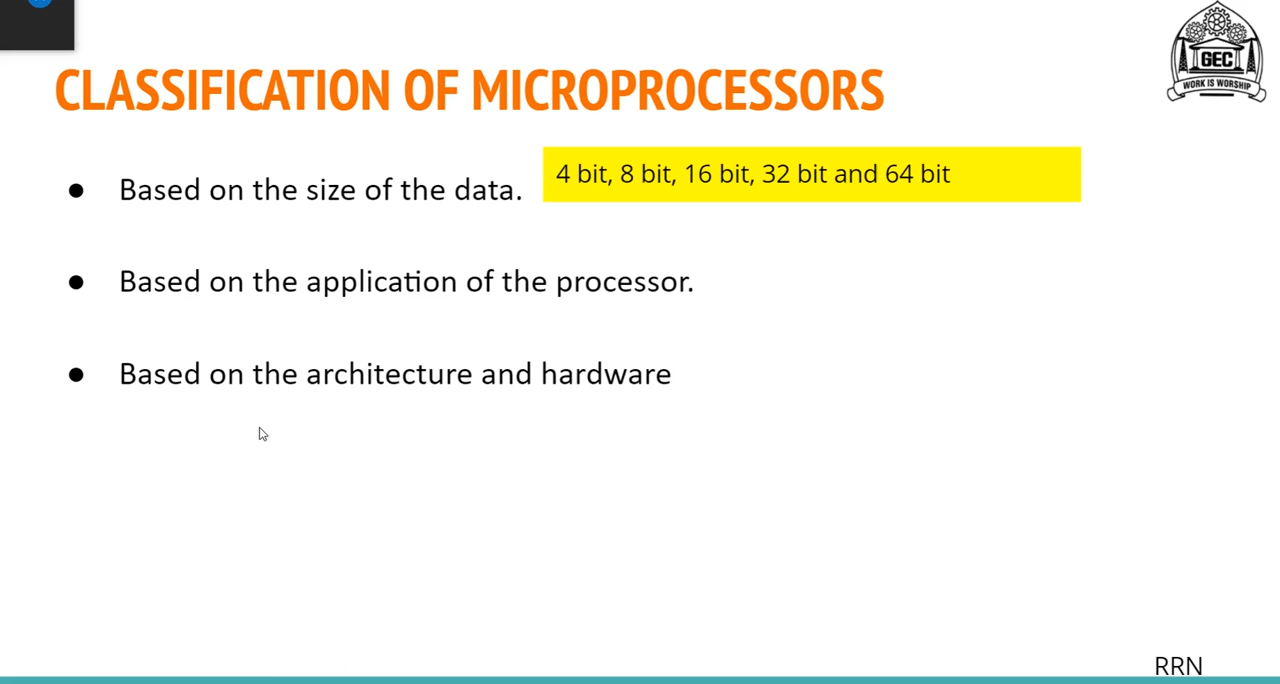 CLASSIFICATION OF MICROPROCESSORS
GEC
WORK IS WORSHIP
● Based on the size of the data.
4 bit, 8 bit, 16 bit, 32 bit and 64 bit
● Based on the application of the processor.
● Based on the architecture and hardware
RRN